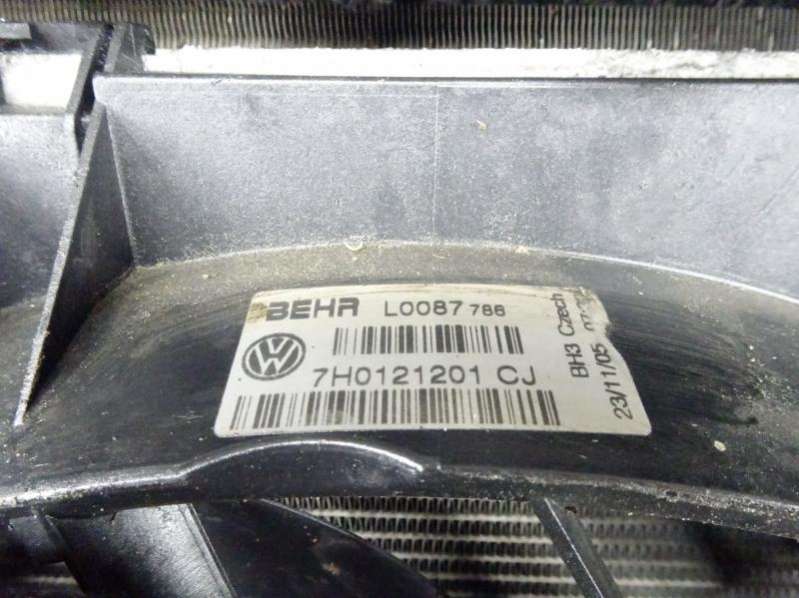 BEHR L0087 786
7H0121201 CJ
BH3 Czech
23/11/05